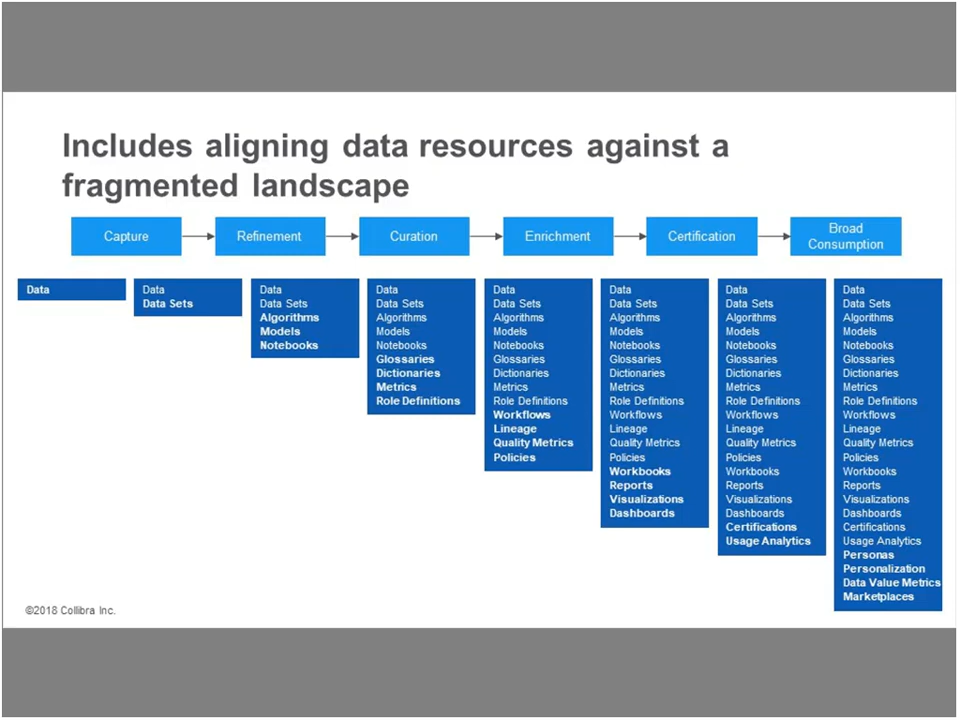 Includes aligning data resources against a
fragmented landscape
Capture
Refinement
Curation
Enrichment
Certification
Broad
Consumption
Data
Data
Data Sets
Data
Data Sets
Algorithms
Models
Notebooks
Data
Data Sets
Algorithms
Models
Notebooks
Glossaries
Dictionaries
Metrics
Role Definitions
Data
Data Sets
Algorithms
Models
Notebooks
Glossaries
Dictionaries
Metrics
Role Definitions
Workflows
Lineage
Quality Metrics
Policies
Data
Data Sets
Algorithms
Models
Notebooks
Glossaries
Dictionaries
Metrics
Role Definitions
Workflows
Lineage
Quality Metrics
Policies
Workbooks
Reports
Visualizations
Dashboards
Data
Data Sets
Algorithms
Models
Notebooks
Glossaries
Dictionaries
Metrics
Role Definitions
Workflows
Lineage
Quality Metrics
Policies
Workbooks
Reports
Visualizations
Dashboards
Certifications
Usage Analytics
Data
Data Sets
Algorithms
Models
Notebooks
Glossaries
Dictionaries
Metrics
Role Definitions
Workflows
Lineage
Quality Metrics
Policies
Workbooks
Reports
Visualizations
Dashboards
Certifications
Usage Analytics
Personas
Personalization
Data Value Metrics
Marketplaces
©2018 Collibra Inc.